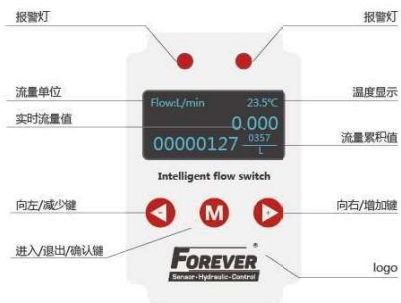 报警灯 报警灯
流量单位 Flow:L/min 23.5℃ 温度显示
实时流量值 0.000
00000127 0357 流量累积值
L
Intelligent flow switch
向左/减少键 - M + 向右/增加键
进入/退出/确认键
FOREVER ®
Sensor·Hydraulic·Control
logo